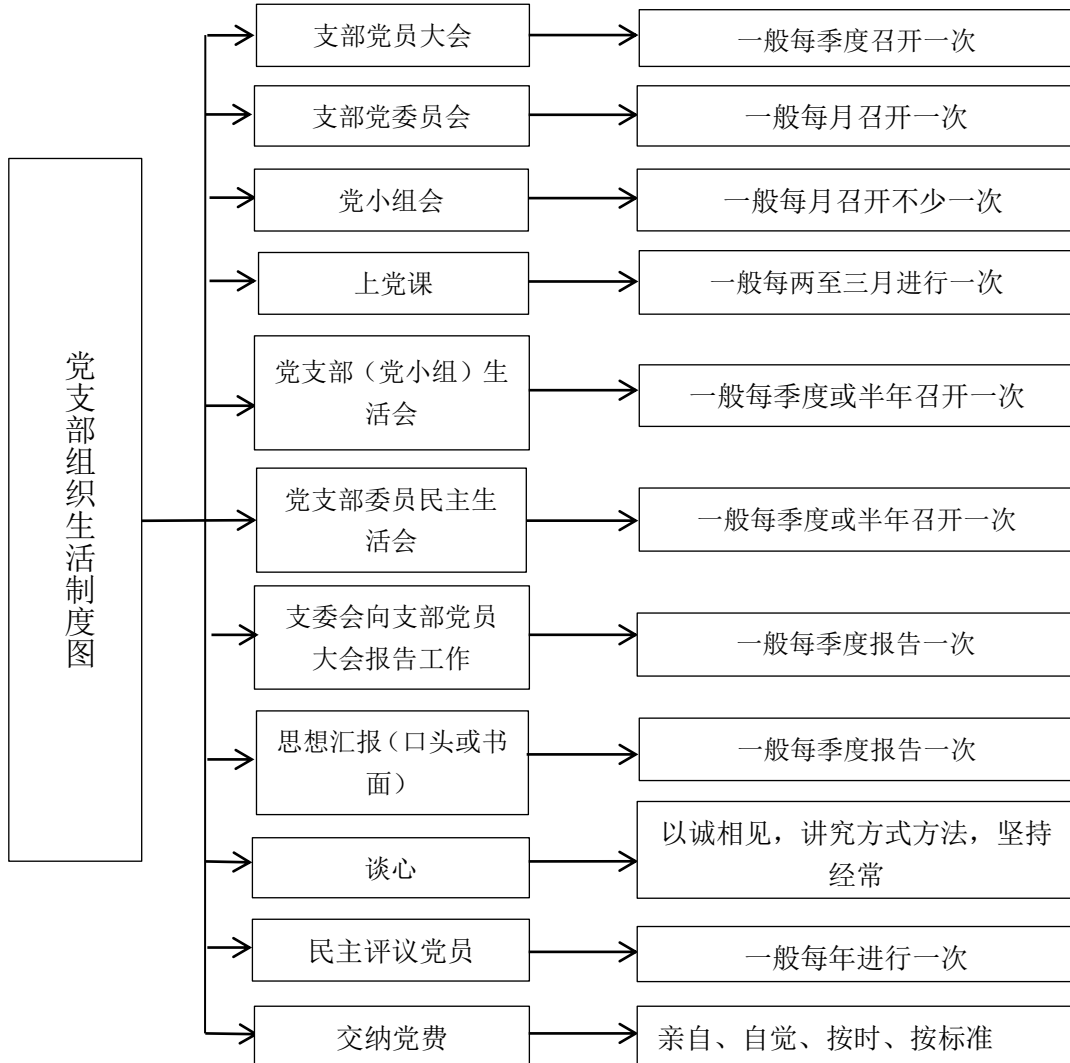 党支部组织生活制度图
支部党员大会
一般每季度召开一次
支部党委员会
一般每月召开一次
党小组会
一般每月召开不少一次
上党课
一般每两至三月进行一次
党支部（党小组）生
活会
一般每季度或半年召开一次
党支部委员民主生
活会
一般每季度或半年召开一次
支委会向支部党员
大会报告工作
一般每季度报告一次
思想汇报（口头或书
面）
一般每季度报告一次
谈心
以诚相见，讲究方式方法，坚持
经常
民主评议党员
一般每年进行一次
交纳党费
亲自、自觉、按时、按标准